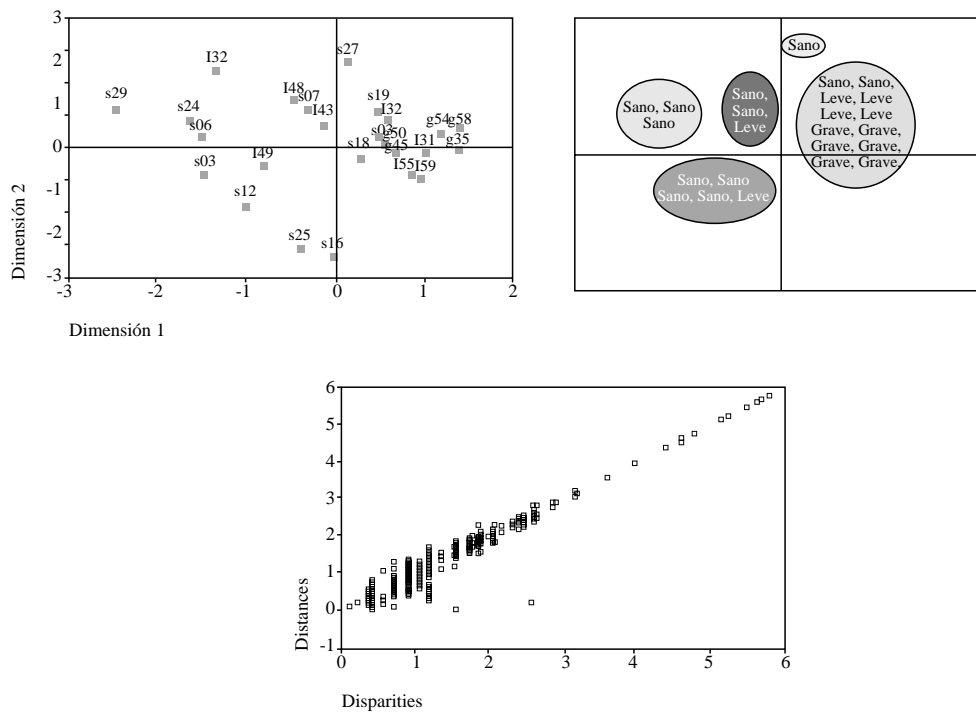 2
1
0
-1
-2
-3
-3
-1
0
1
2
Dimensión 2
Dimensión 1
s27
I32
s29
I48
s07
s24
I43
s06
s19
I32
s03
g50
g54
g58
s18
g45
I31
g35
s03
I49
I55
I59
s12
s25
s16
Sano
Sano, Sano
Sano
Sano,
Sano,
Leve
Sano, Sano,
Leve, Leve
Leve, Leve
Grave, Grave,
Grave, Grave,
Grave, Grave,
Sano, Sano
Sano, Sano, Leve
6
5
4
3
2
1
0
-1
0
1
2
3
4
5
6
Distances
Disparities